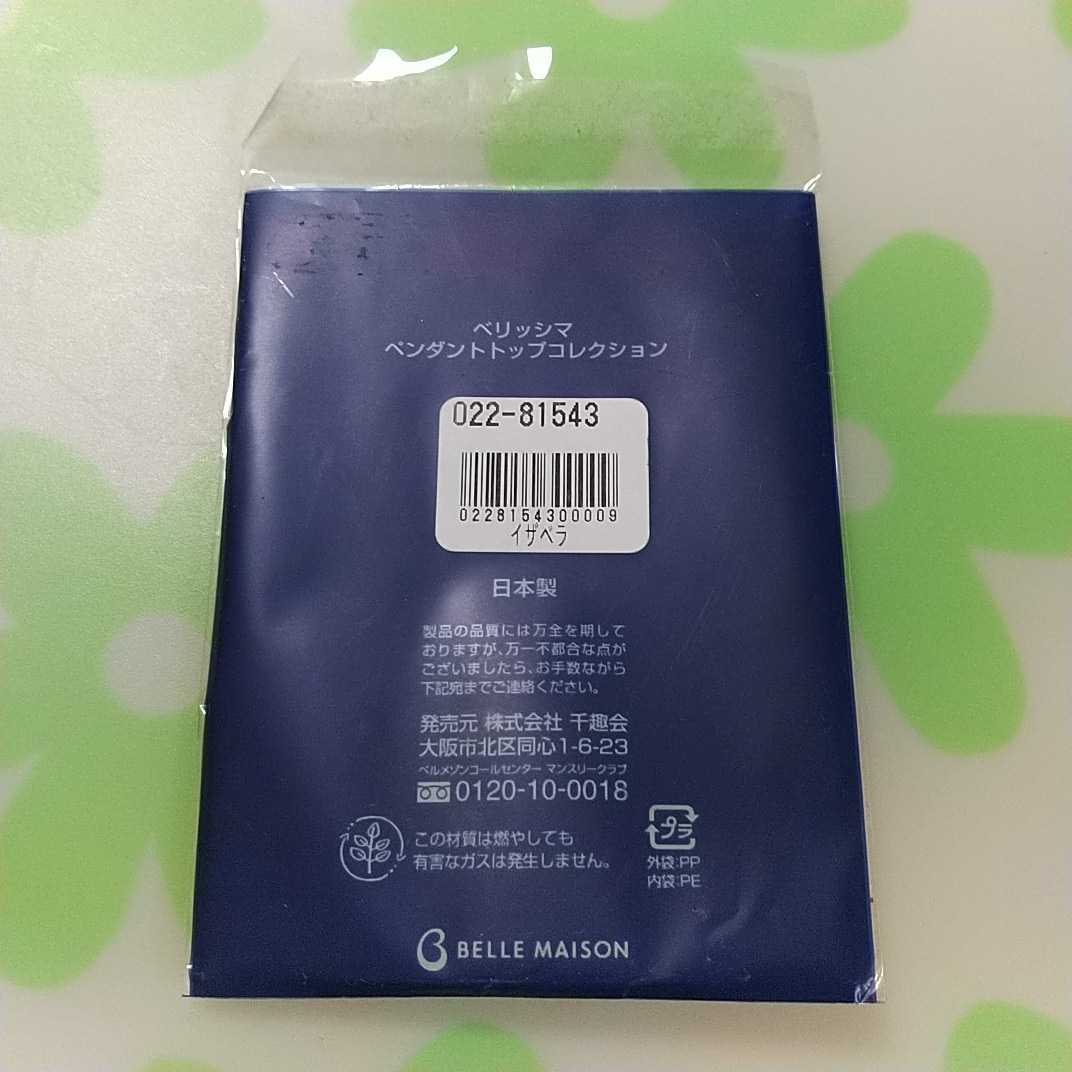 ベリッシマ
ペンダントトップコレクション
022-81543
0228154300009
イザベラ
日本製
製品の品質には万全を期して
おりますが、万一不都合な点が
ございましたら、お手数ながら
下記宛までご連絡ください。
発売元 株式会社 千趣会
大阪市北区同心1-6-23
ベルメゾンコールセンター マンスリークラブ
0120-10-0018
この材質は燃やしても
有害なガスは発生しません。
プラ
外袋:PP
内袋:PE
BELLE MAISON